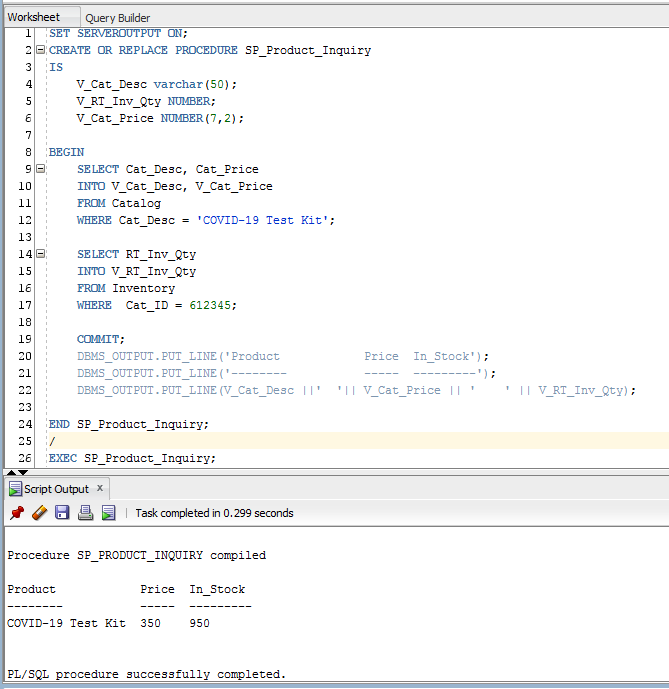 Worksheet Query Builder
1 SET SERVEROUTPUT ON;
2 CREATE OR REPLACE PROCEDURE SP_Product_Inquiry
3 IS
4     V_Cat_Desc varchar(50);
5     V_RT_Inv_Qty NUMBER;
6     V_Cat_Price NUMBER(7,2);
7
8 BEGIN
9     SELECT Cat_Desc, Cat_Price
10     INTO V_Cat_Desc, V_Cat_Price
11     FROM Catalog
12     WHERE Cat_Desc = 'COVID-19 Test Kit';
13
14     SELECT RT_Inv_Qty
15     INTO V_RT_Inv_Qty
16     FROM Inventory
17     WHERE  Cat_ID = 612345;
18
19     COMMIT;
20     DBMS_OUTPUT.PUT_LINE('Product            Price  In_Stock');
21     DBMS_OUTPUT.PUT_LINE('--------           -----  ---------');
22     DBMS_OUTPUT.PUT_LINE(V_Cat_Desc ||'  '|| V_Cat_Price || '    ' || V_RT_Inv_Qty);
23
24 END SP_Product_Inquiry;
25 /
26 EXEC SP_Product_Inquiry;
Script Output x
Task completed in 0.299 seconds
Procedure SP_PRODUCT_INQUIRY compiled
Product            Price  In_Stock
--------           -----  ---------
COVID-19 Test Kit  350    950
PL/SQL procedure successfully completed.